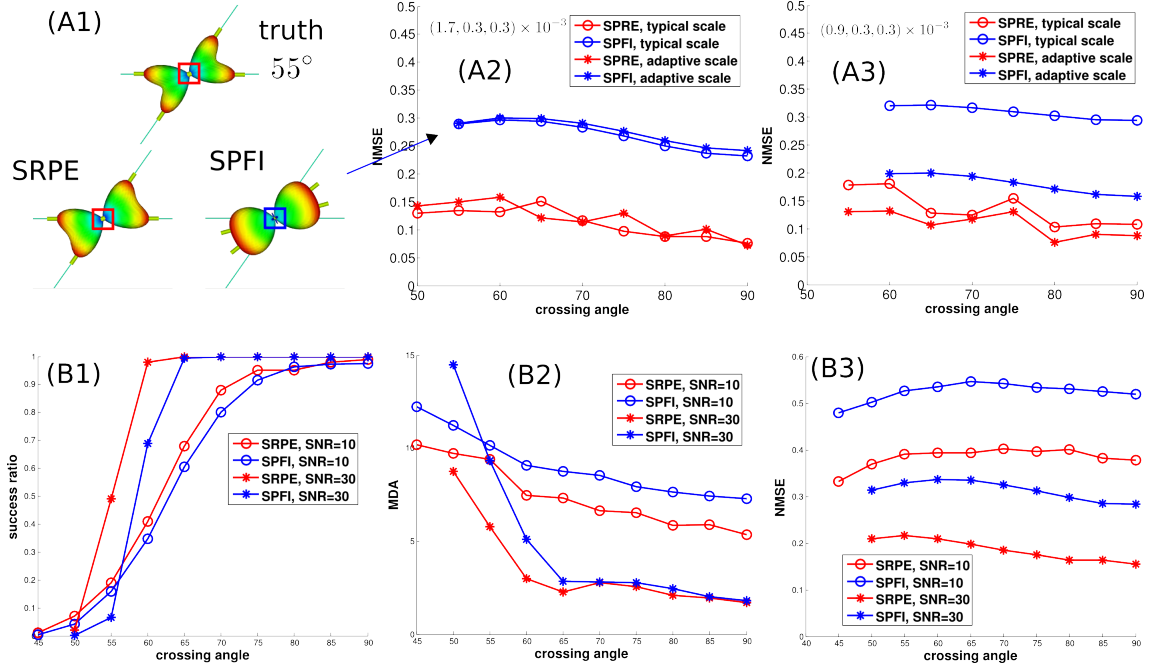 (A1)
truth
55°
SRPE
SPFI
(1.7, 0.3, 0.3) × 10⁻³
SPRE, typical scale
SPFI, typical scale
SPRE, adaptive scale
SPFI, adaptive scale
(A2)
NMSE
0.5
0.45
0.4
0.35
0.3
0.25
0.2
0.15
0.1
0.05
0
50
60
70
80
90
crossing angle
(0.9, 0.3, 0.3) × 10⁻³
SPRE, typical scale
SPFI, typical scale
SPRE, adaptive scale
SPFI, adaptive scale
(A3)
NMSE
0.5
0.45
0.4
0.35
0.3
0.25
0.2
0.15
0.1
0.05
0
50
60
70
80
90
crossing angle
(B1)
success ratio
1
0.9
0.8
0.7
0.6
0.5
0.4
0.3
0.2
0.1
SRPE, SNR=10
SPFI, SNR=10
SRPE, SNR=30
SPFI, SNR=30
45
50
55
60
65
70
75
80
85
90
crossing angle
(B2)
MDA
15
10
5
0
SRPE, SNR=10
SPFI, SNR=10
SRPE, SNR=30
SPFI, SNR=30
45
50
55
60
65
70
75
80
85
90
crossing angle
(B3)
NMSE
0.6
0.5
0.4
0.3
0.2
0.1
0
SRPE, SNR=10
SPFI, SNR=10
SRPE, SNR=30
SPFI, SNR=30
40
45
50
55
60
65
70
75
80
85
90
crossing angle